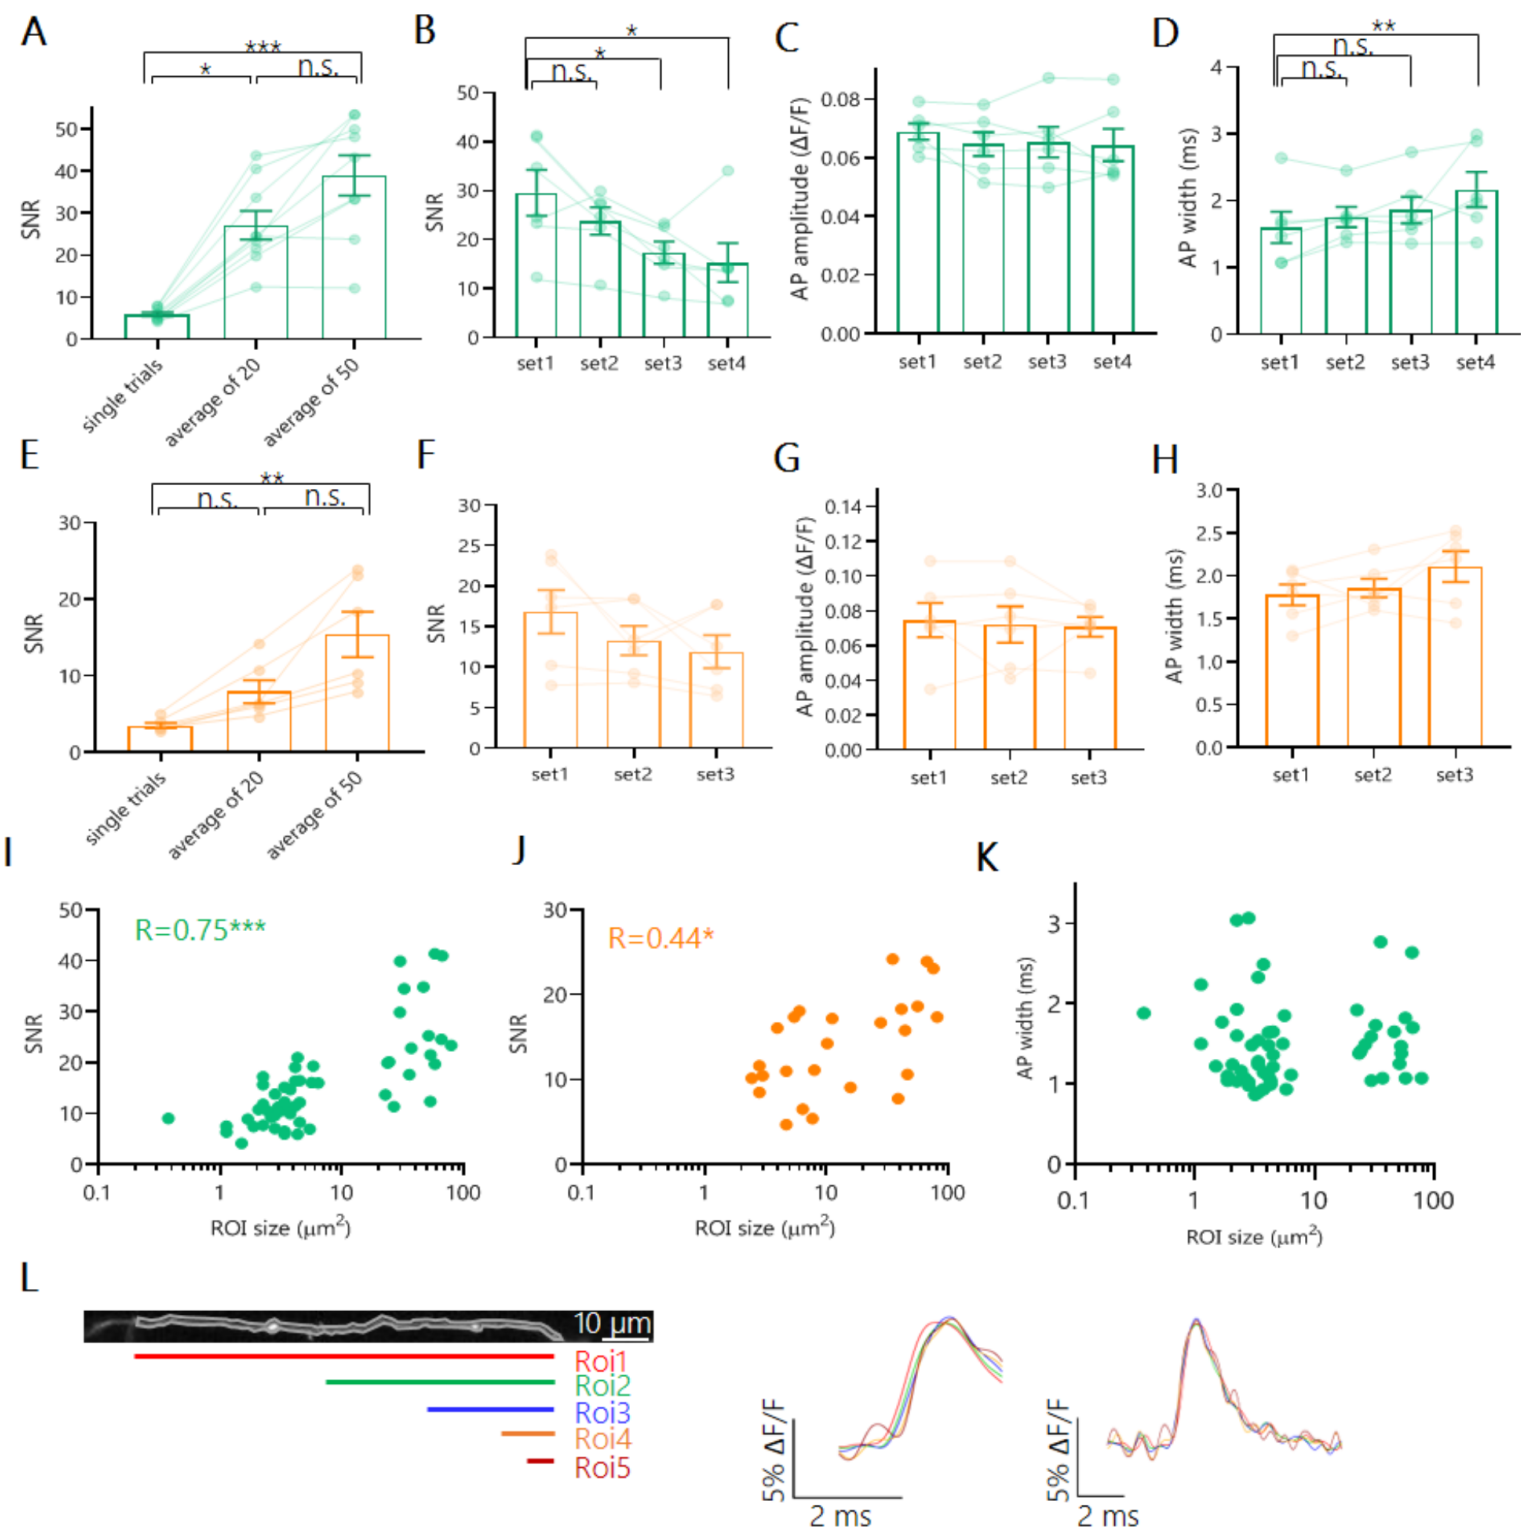 A
B
C
D
***
*
n.s.
*
*
n.s.
**
n.s.
n.s.
SNR
50
40
30
20
10
0
single trials
average of 20
average of 50
SNR
50
40
30
20
10
0
set1 set2 set3 set4
AP amplitude (ΔF/F)
0.08
0.06
0.04
0.02
0.00
set1 set2 set3 set4
AP width (ms)
4
3
2
1
0
set1 set2 set3 set4
E
F
G
H
**
n.s.
n.s.
SNR
30
20
10
0
single trials
average of 20
average of 50
SNR
30
25
20
15
10
5
0
set1 set2 set3
AP amplitude (ΔF/F)
0.14
0.12
0.10
0.08
0.06
0.04
0.02
0.00
set1 set2 set3
AP width (ms)
3.0
2.5
2.0
1.5
1.0
0.5
0.0
set1 set2 set3
I
J
K
R=0.75***
SNR
50
40
30
20
10
0
0.1 1 10 100
ROI size (μm²)
R=0.44*
SNR
30
20
10
0
0.1 1 10 100
ROI size (μm²)
AP width (ms)
3
2
1
0
0.1 1 10 100
ROI size (μm²)
L
10 μm
Roi1
Roi2
Roi3
Roi4
Roi5
5% ΔF/F
2 ms
5% ΔF/F
2 ms